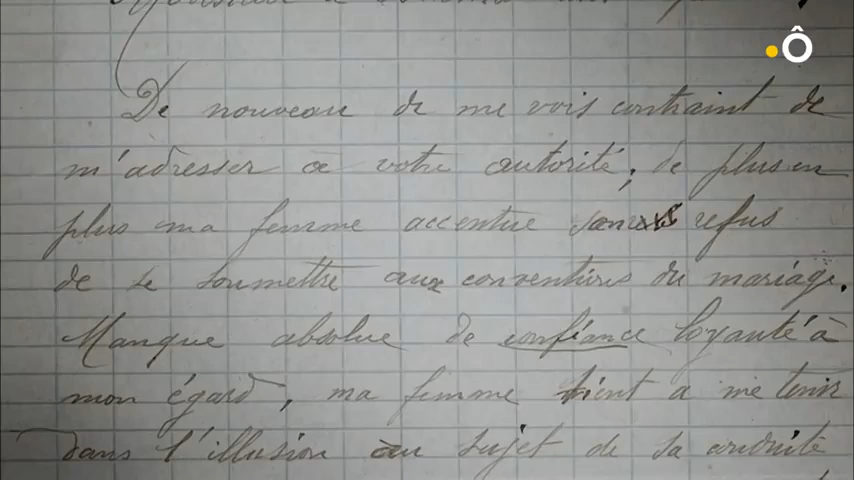 Ô
De nouveau je me vois contraint de
m'adresser à votre autorité; de plus en
plus ma femme accentue refus
de se soumettre aux conventions du mariage.
Manque absolue de confiance loyauté à
mon égard, ma femme tient a me tenir
dans l'illusion au sujet de sa conduite